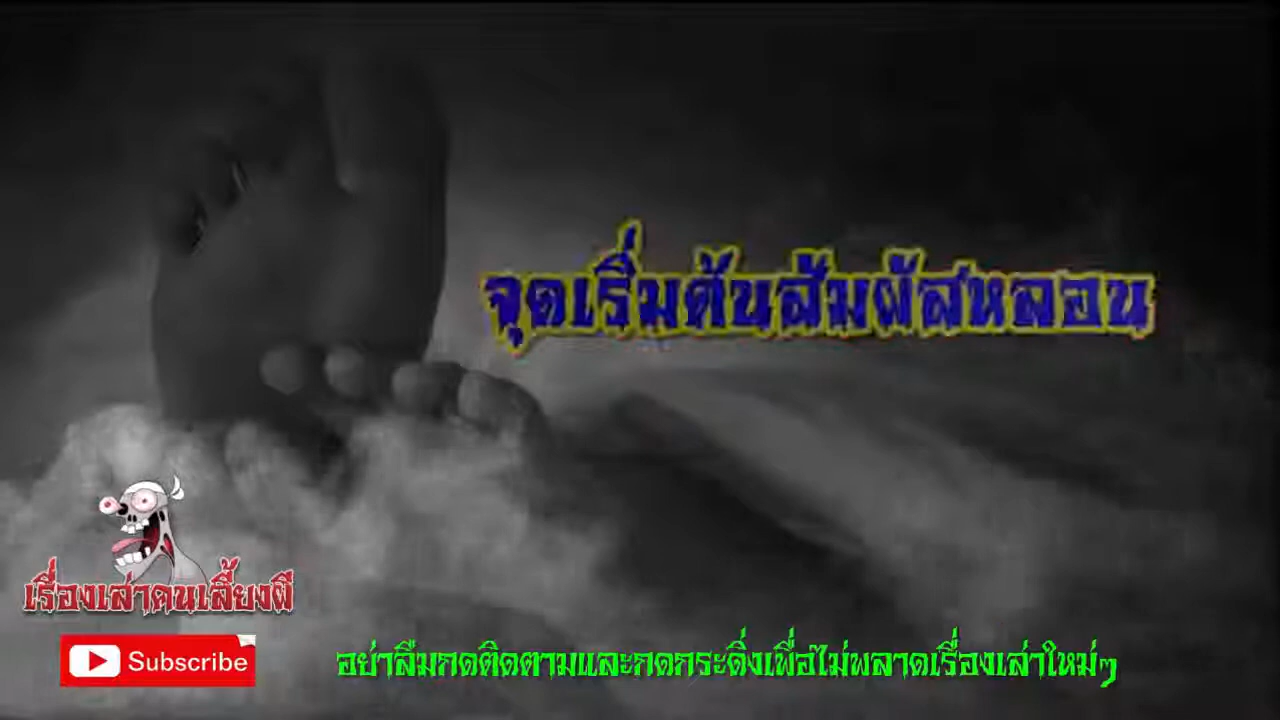 จุดเริ่มต้นสัมผัสหลอน
เรื่องเล่าคนเลี้ยงผี
Subscribe
อย่าลืมกดติดตามและกดกระดิ่งเพื่อไม่พลาดเรื่องเล่าใหม่ๆ